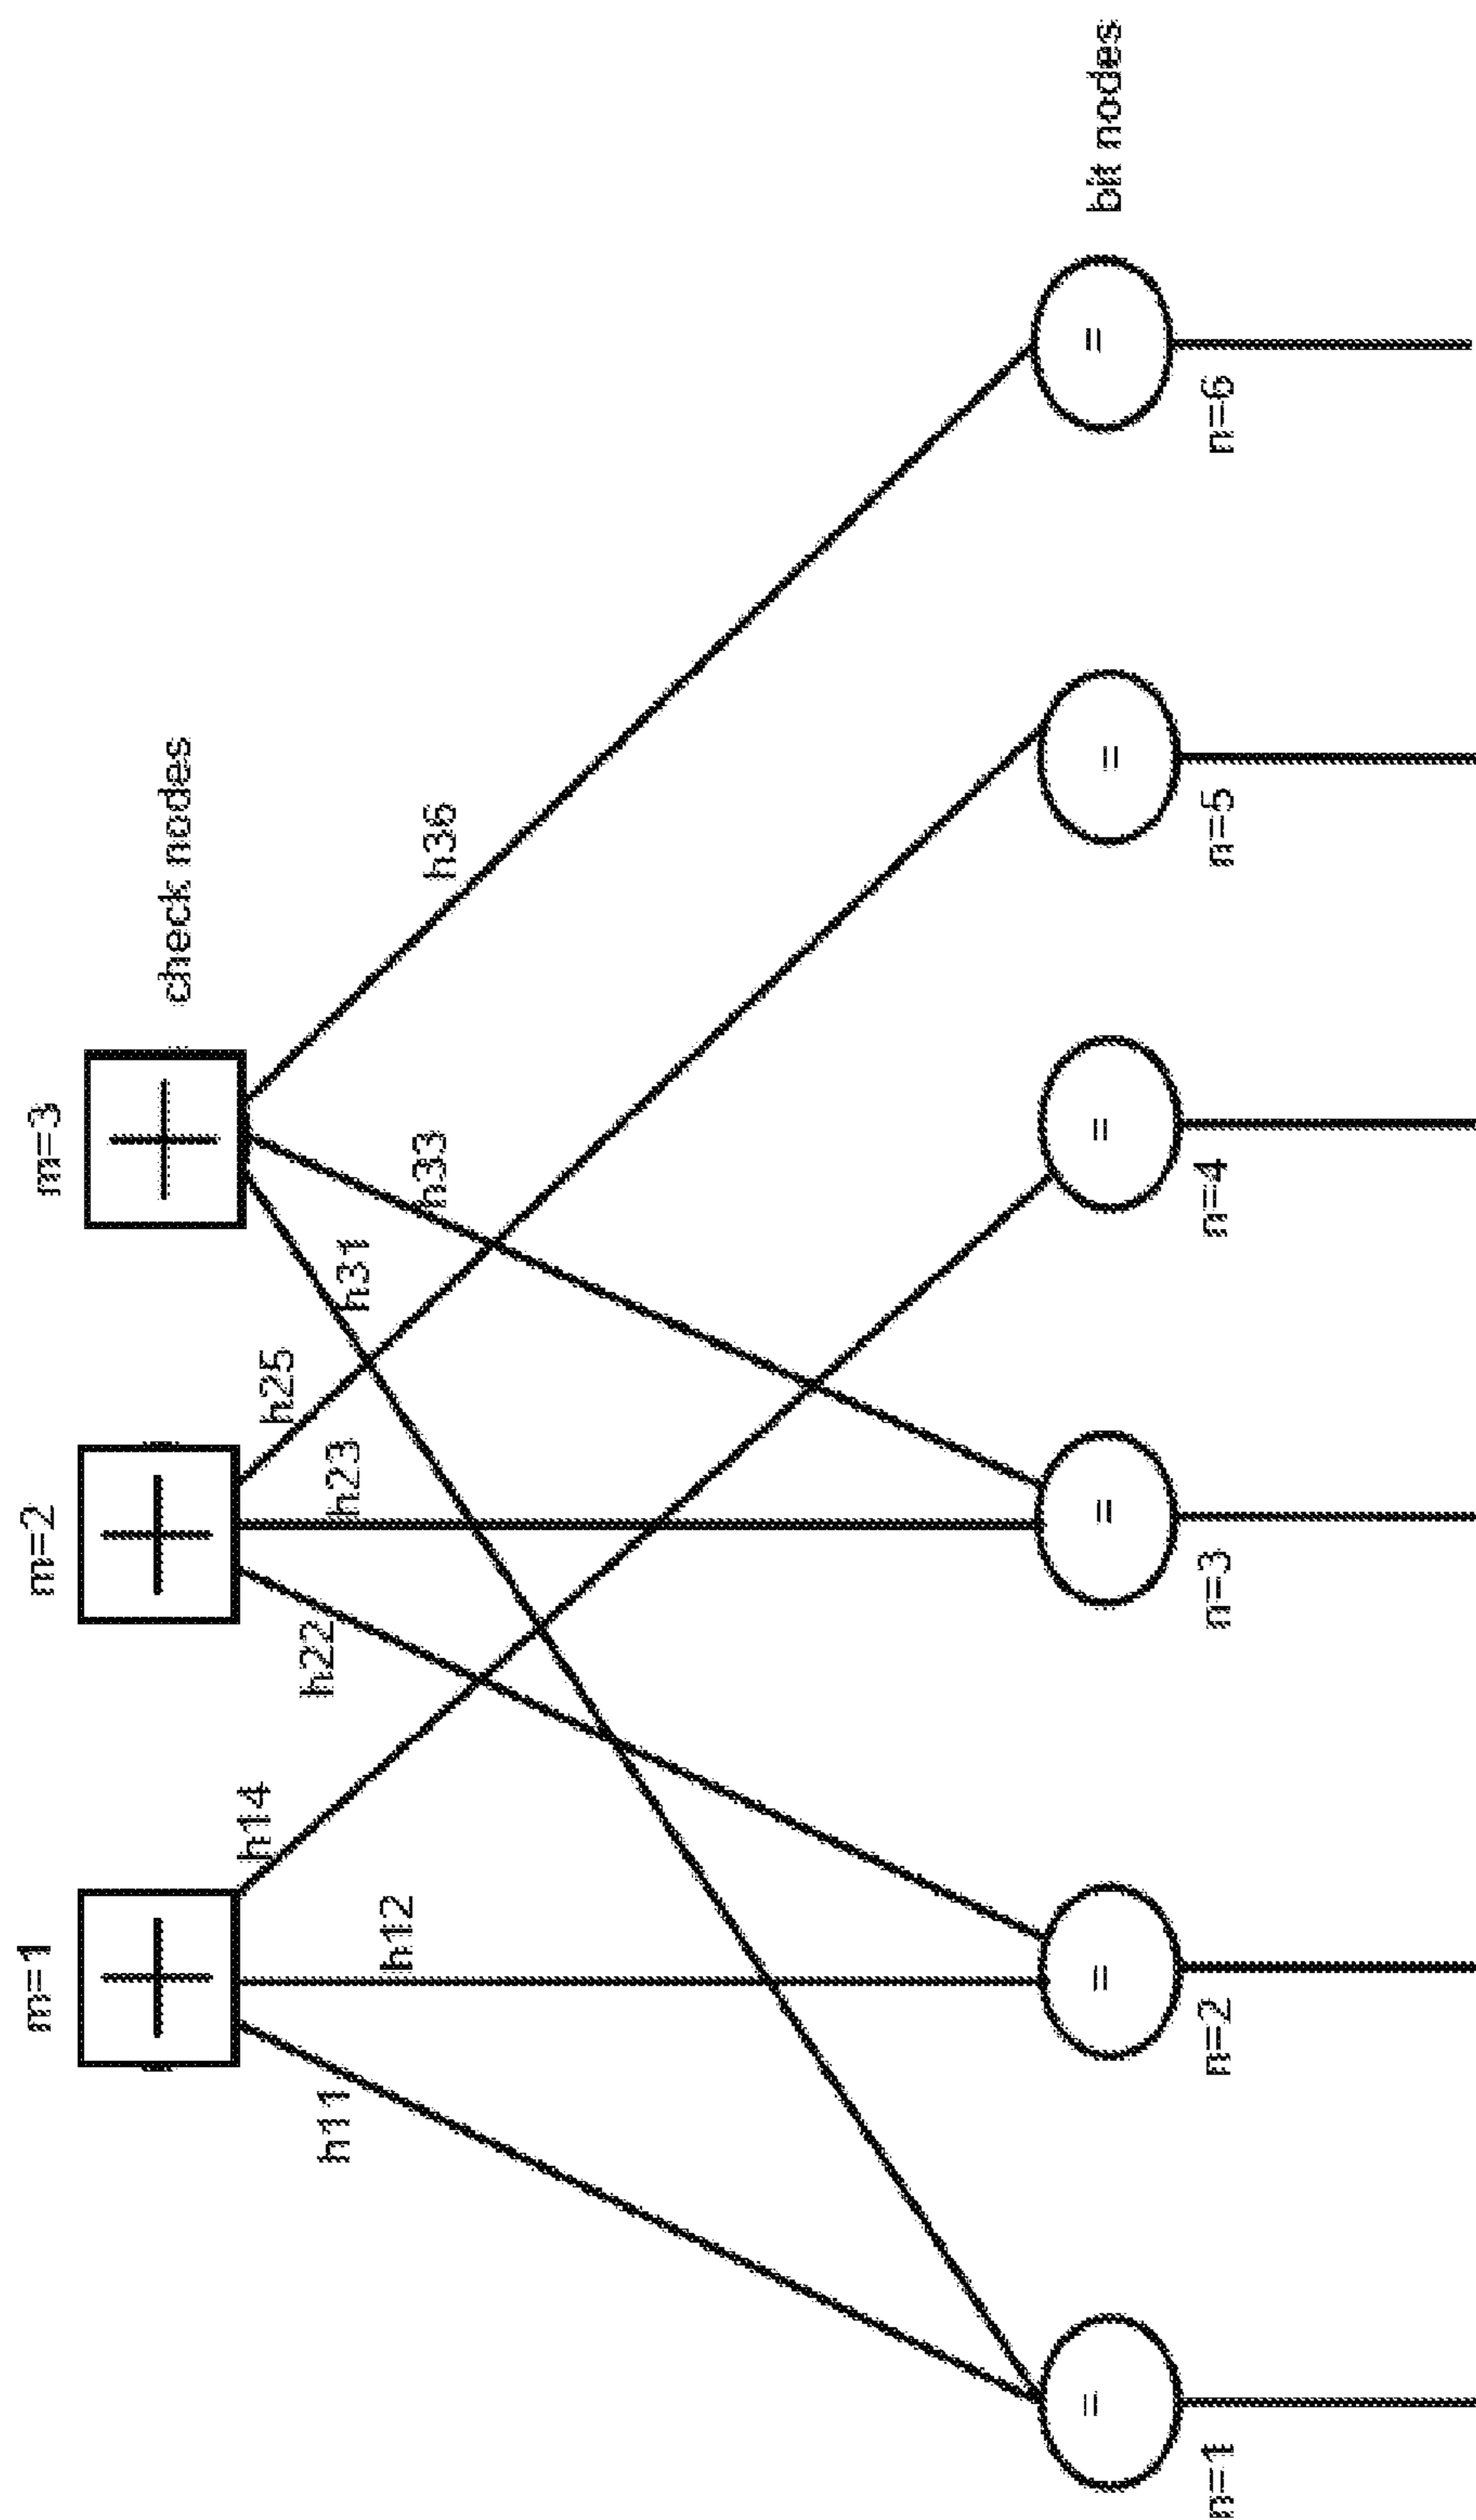 m=1
m=2
m=3
check nodes
h11
h12
h14
h22
h23
h25
h31
h33
h36
=
=
=
=
=
=
bit nodes
n=1
n=2
n=3
n=4
n=5
n=6